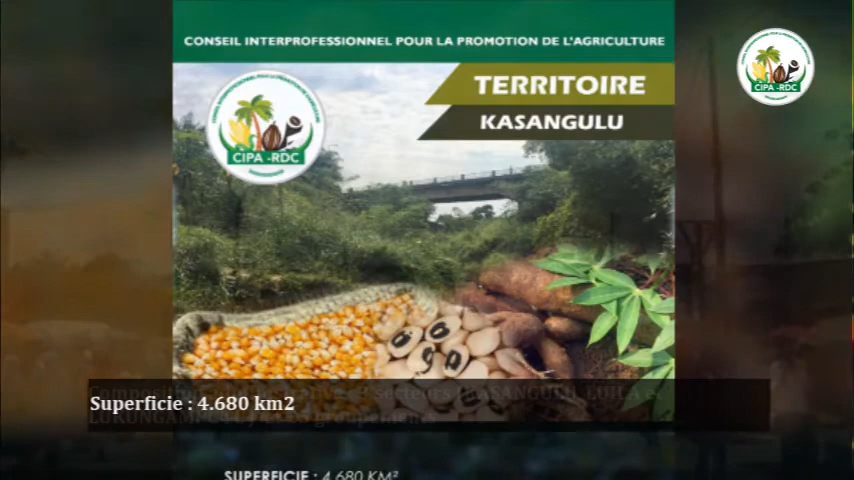 CONSEIL INTERPROFESSIONNEL POUR LA PROMOTION DE L'AGRICULTURE
TERRITOIRE
KASANGULU
CIPA -RDC
CIPA -RDC
Superficie : 4.680 km2
SUPERFICIE : 4.680 KM²